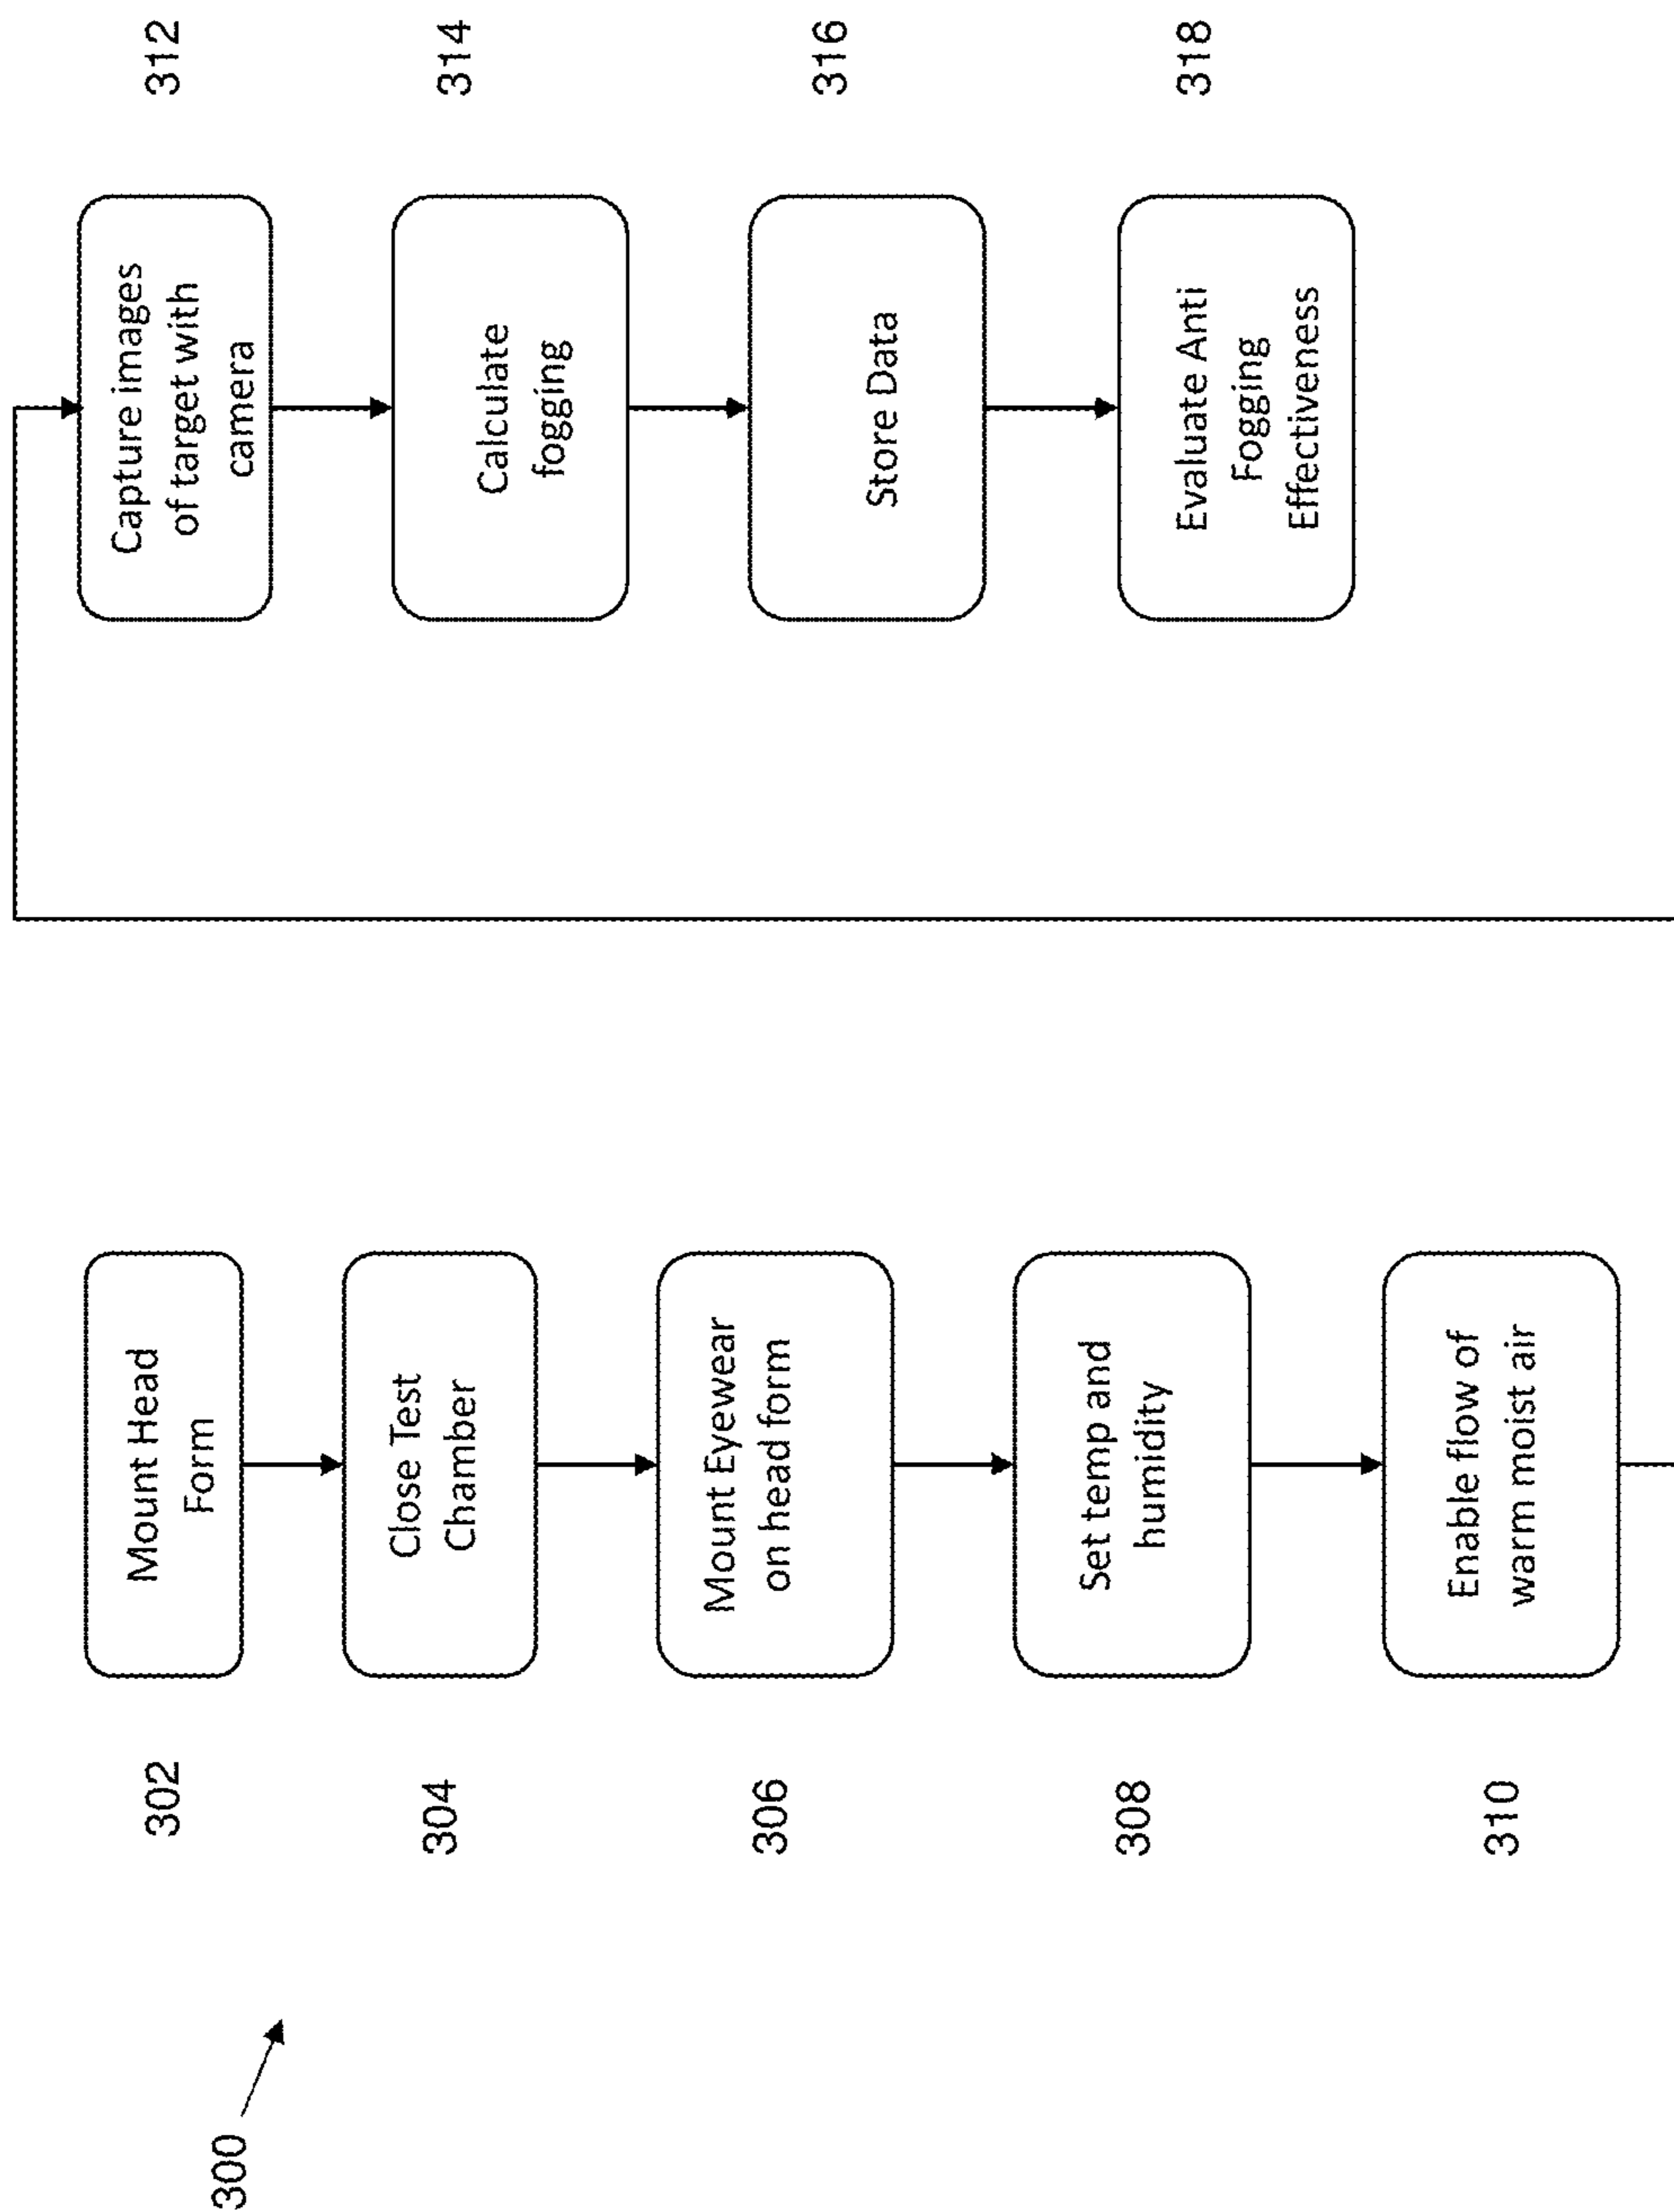 300
302
Mount Head
Form
304
Close Test
Chamber
306
Mount Eyewear
on head form
308
Set temp and
humidity
310
Enable flow of
warm moist air
Capture images
of target with
camera
312
Calculate
fogging
314
Store Data
316
Evaluate Anti
Fogging
Effectiveness
318